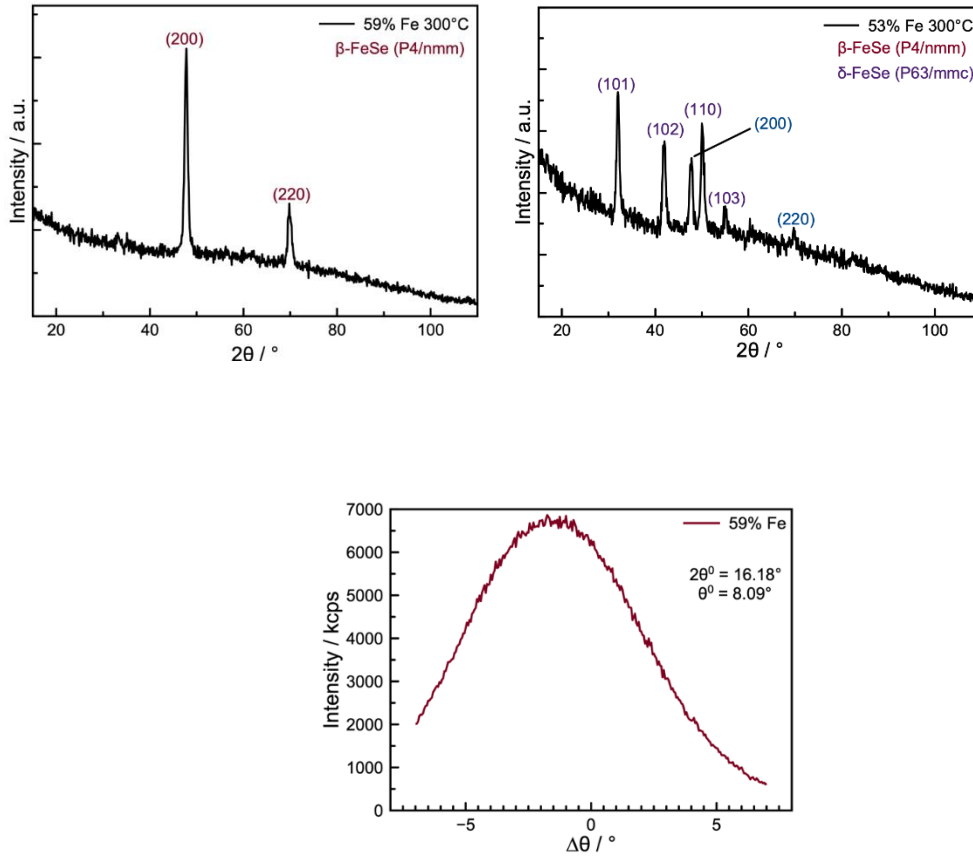 59% Fe 300°C
β-FeSe (P4/nmm)
(200)
(220)
Intensity / a.u.
20 40 60 80 100
2θ / °
53% Fe 300°C
β-FeSe (P4/nmm)
δ-FeSe (P63/mmc)
(101)
(102)
(110)
(200)
(103)
(220)
Intensity / a.u.
20 40 60 80 100
2θ / °
7000
6000
5000
4000
3000
2000
1000
0
Intensity / kcps
59% Fe
2θ⁰ = 16.18°
θ⁰ = 8.09°
−5 0 5
Δθ / °